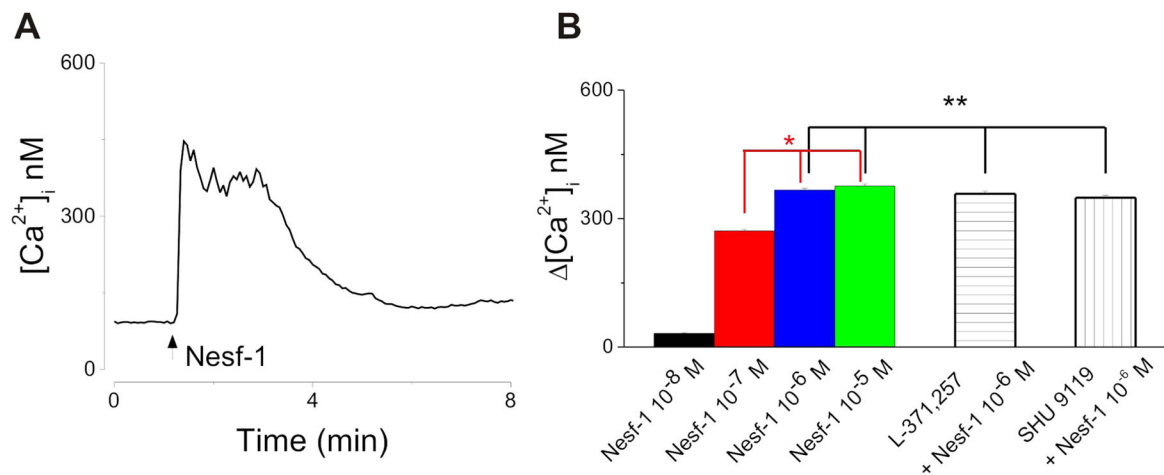 A
600
300
0
[Ca²⁺]ᵢ nM
Nesf-1
0
4
8
Time (min)
B
600
300
0
Δ[Ca²⁺]ᵢ nM
**
*
Nesf-1 10⁻⁸ M
Nesf-1 10⁻⁷ M
Nesf-1 10⁻⁶ M
Nesf-1 10⁻⁵ M
L-371,257
+ Nesf-1 10⁻⁶ M
SHU 9119
+ Nesf-1 10⁻⁶ M